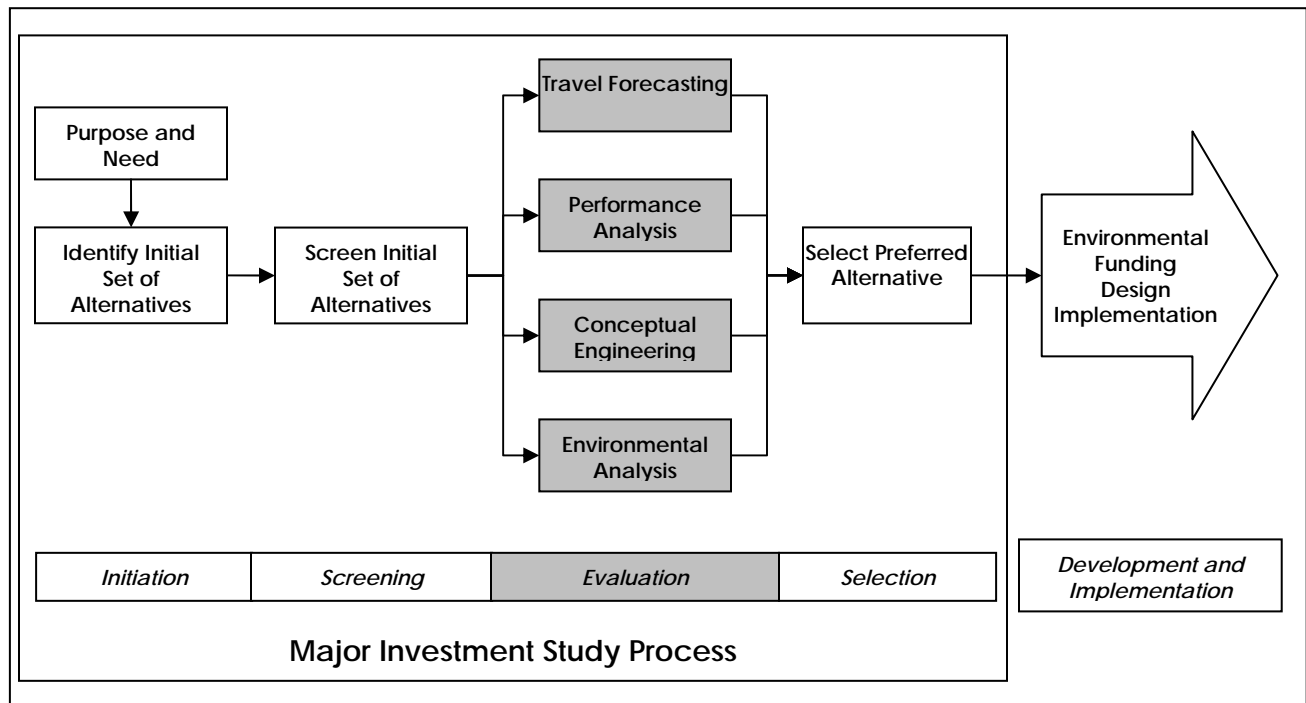 Purpose and
Need
Identify Initial
Set of
Alternatives
Screen Initial
Set of
Alternatives
Travel Forecasting
Performance
Analysis
Conceptual
Engineering
Environmental
Analysis
Select Preferred
Alternative
Environmental
Funding
Design
Implementation
Initiation
Screening
Evaluation
Selection
Development and
Implementation
Major Investment Study Process